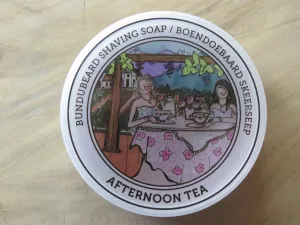 BUNDUBEARD SHAVING SOAP / BOENDOEBAARD SKEERSEEP
AFTERNOON TEA